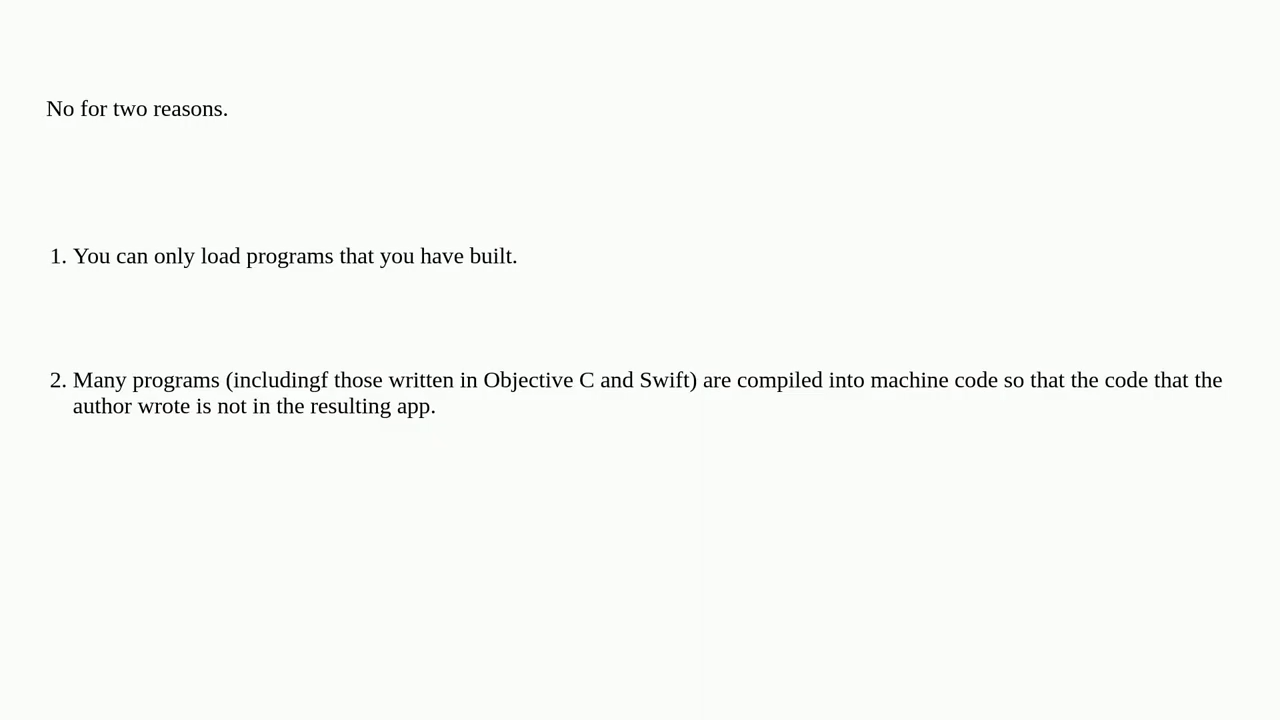 No for two reasons.
1. You can only load programs that you have built.
2. Many programs (includingf those written in Objective C and Swift) are compiled into machine code so that the code that the
author wrote is not in the resulting app.